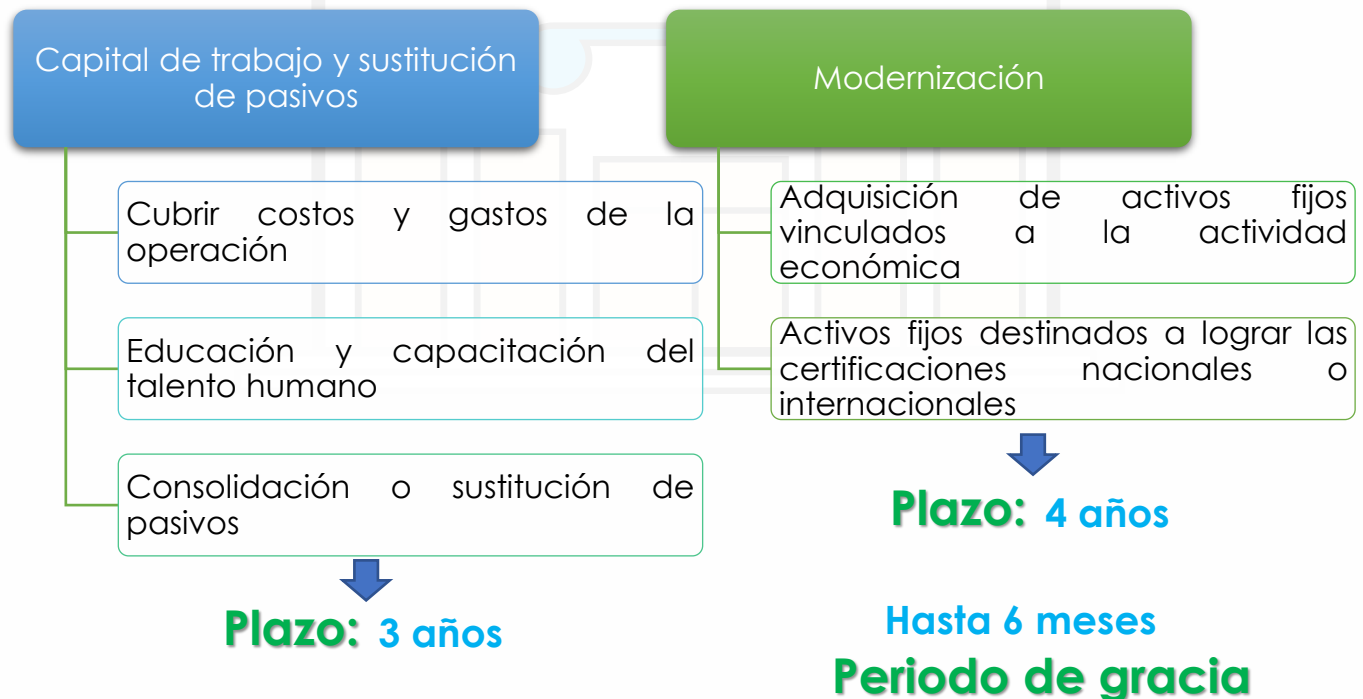 Capital de trabajo y sustitución
de pasivos
Cubrir costos y gastos de la
operación
Educación y capacitación del
talento humano
Consolidación o sustitución de
pasivos
Plazo: 3 años
Modernización
Adquisición de activos fijos
vinculados a la actividad
económica
Activos fijos destinados a lograr las
certificaciones nacionales o
internacionales
Plazo: 4 años
Hasta 6 meses
Periodo de gracia